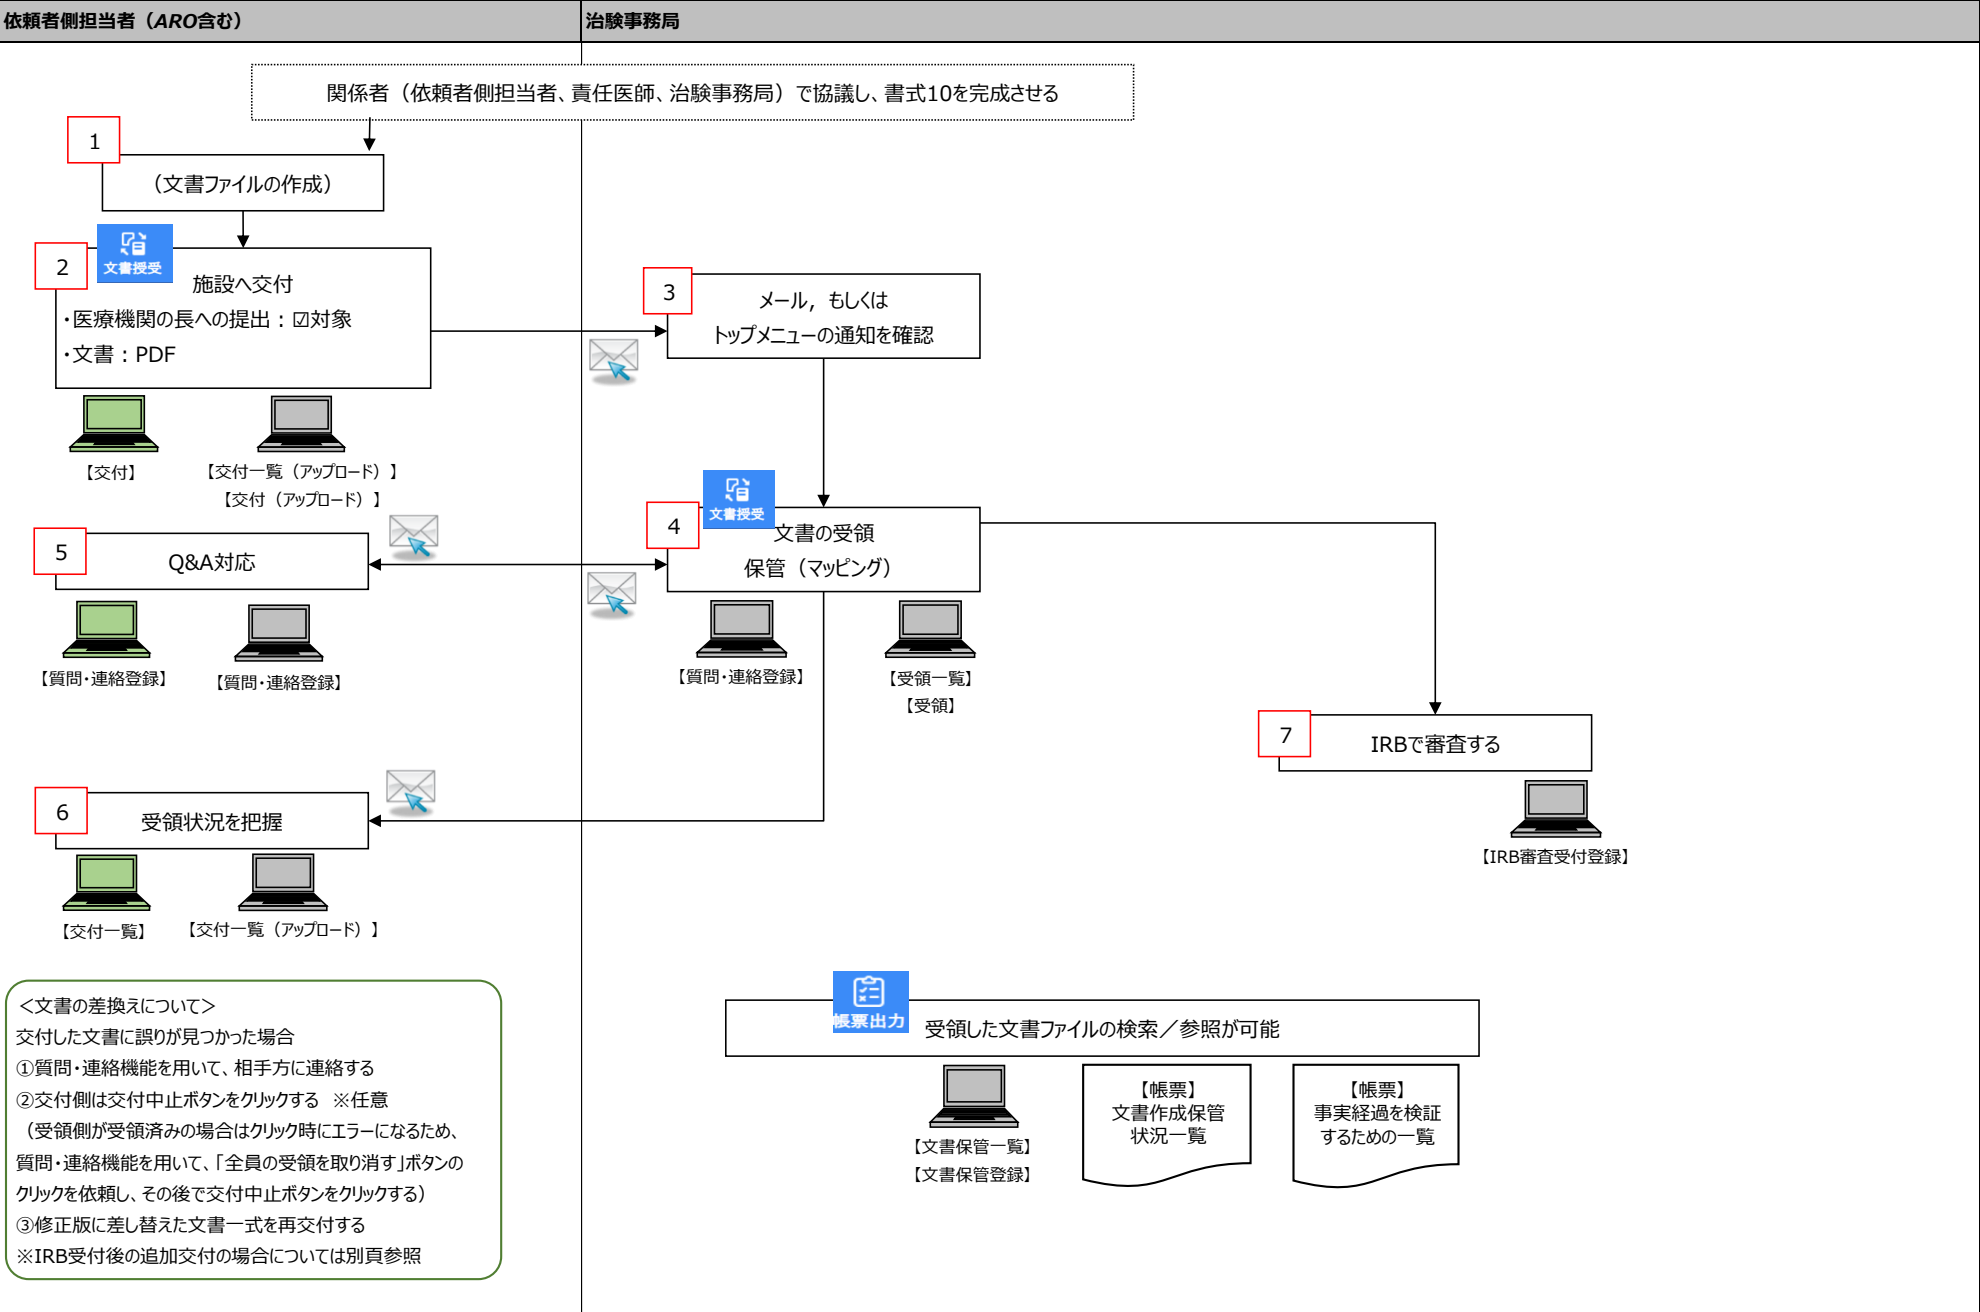 依頼者側担当者（ARO含む）
治験事務局
関係者（依頼者側担当者、責任医師、治験事務局）で協議し、書式10を完成させる
1
（文書ファイルの作成）
2
文書授受
施設へ交付
・医療機関の長への提出：☑対象
・文書：PDF
【交付】
【交付一覧（アップロード）】
【交付（アップロード）】
3
メール，もしくは
トップメニューの通知を確認
4
文書授受
文書の受領
保管（マッピング）
【質問・連絡登録】
【受領一覧】
【受領】
5
Q&A対応
【質問・連絡登録】
【質問・連絡登録】
6
受領状況を把握
【交付一覧】
【交付一覧（アップロード）】
7
IRBで審査する
【IRB審査受付登録】
＜文書の差換えについて＞
交付した文書に誤りが見つかった場合
①質問・連絡機能を用いて、相手方に連絡する
②交付側は交付中止ボタンをクリックする　※任意
（受領側が受領済みの場合はクリック時にエラーになるため、
質問・連絡機能を用いて、「全員の受領を取り消す」ボタンの
クリックを依頼し、その後で交付中止ボタンをクリックする）
③修正版に差し替えた文書一式を再交付する
※IRB受付後の追加交付の場合については別頁参照
帳票出力
受領した文書ファイルの検索／参照が可能
【文書保管一覧】
【文書保管登録】
【帳票】
文書作成保管
状況一覧
【帳票】
事実経過を検証
するための一覧